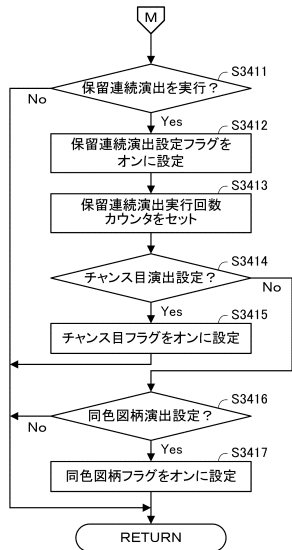 M
保留連続演出を実行？
S3411
No
Yes
S3412
保留連続演出設定フラグを
オンに設定
S3413
保留連続演出実行回数
カウンタをセット
S3414
チャンス目演出設定？
No
Yes
S3415
チャンス目フラグをオンに設定
S3416
同色図柄演出設定？
No
Yes
S3417
同色図柄フラグをオンに設定
RETURN